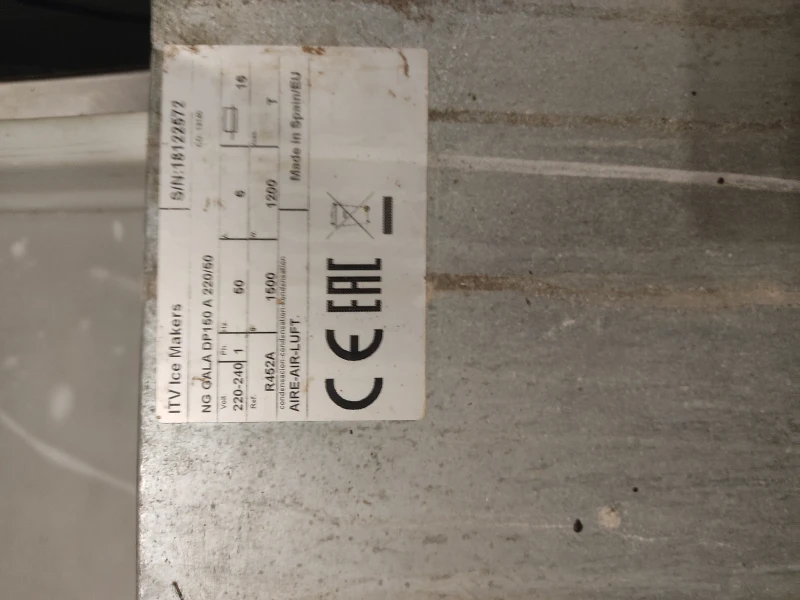 ITV Ice Makers S/N:18122572
NG GALA DP150 A 220/50
Volt. Ph. Hz. A.
220-240 1 50 6 16
Ref. g. W.
R452A 1500 1200 T
condensacion-condensation-condensation
AIRE-AIR-LUFT. Made in Spain/EU
CE EAC